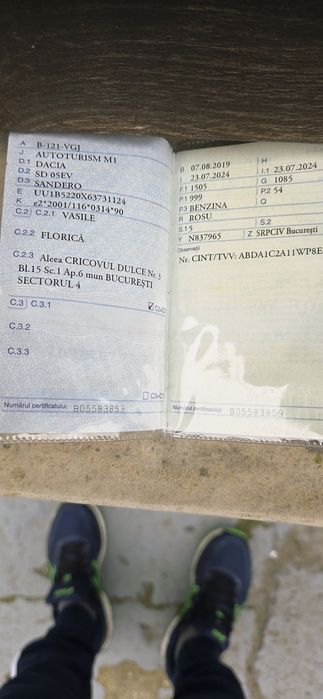 A B-121-VGJ
J AUTOTURISM M1
D.1 DACIA
D.2 SD 05EV
D.3 SANDERO
E UU1B5220X63731124
K e2*2001/116*0314*90
C.2 C.2.1 VASILE
C.2.2 FLORICĂ
C.2.3 Aleea CRICOVUL DULCE Nr. 3
BL15 Sc.1 Ap.6 mun BUCUREȘTI
SECTORUL 4
C.3 C.3.1
C.3.2
C.3.3
Numărul certificatului: B05583859
B 07.08.2019 H
I 23.07.2024 I.1 23.07.2024
F.1 1505 G 1085
P.1 999 P.2 54
P.3 BENZINA Q
R ROSU
S.1 5 S.2
Y N837965 Z SRPCIV București
Observații
Nr. CINT/TVV: ABDA1C2A11WP8E
Numărul certificatului: B05583859